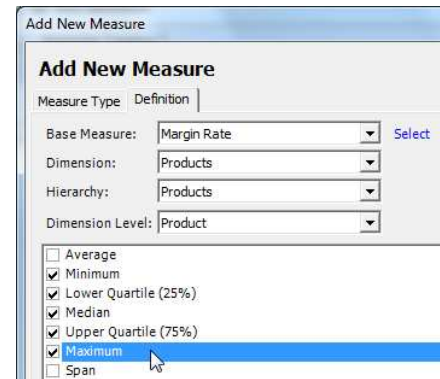 Add New Measure
Add New Measure
Measure Type Definition
Base Measure: Margin Rate Select
Dimension: Products
Hierarchy: Products
Dimension Level: Product
Average
Minimum
Lower Quartile (25%)
Median
Upper Quartile (75%)
Maximum
Span